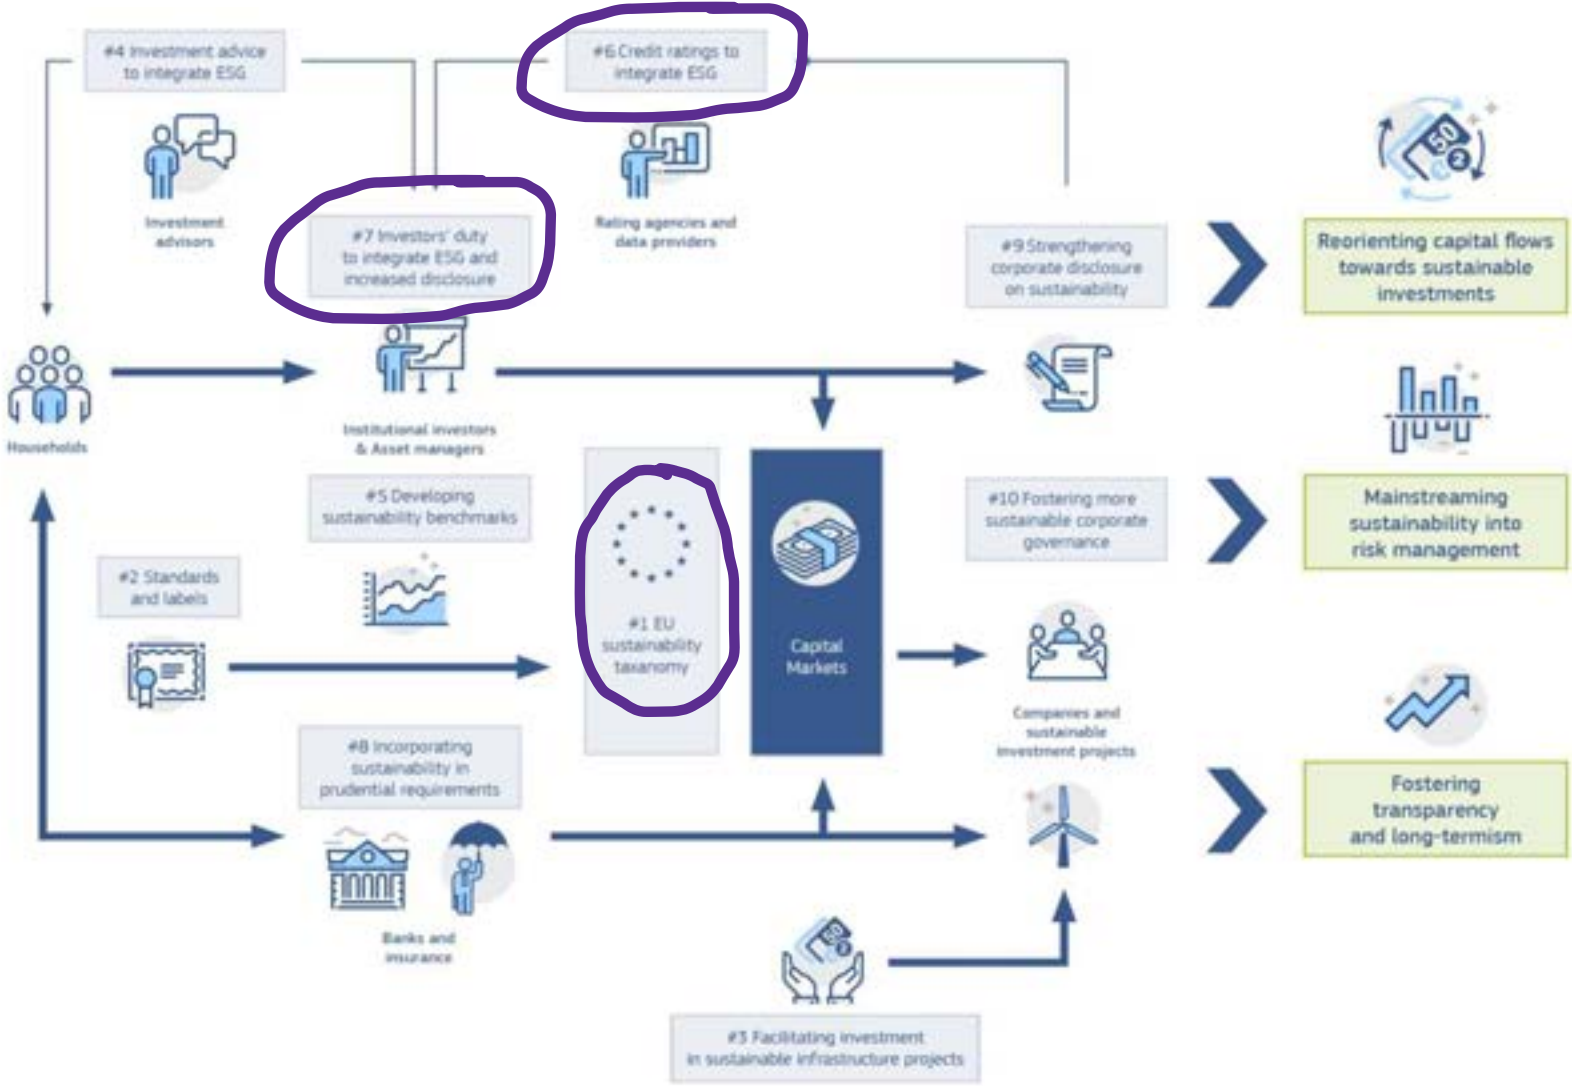 #4 Investment advice
to integrate ESG
#6 Credit ratings to
integrate ESG
Investment
advisors
#7 Investors' duty
to integrate ESG and
increased disclosure
Rating agencies and
data providers
#9 Strengthening
corporate disclosure
on sustainability
Reorienting capital flows
towards sustainable
investments
Households
Institutional investors
& Asset managers
#5 Developing
sustainability benchmarks
#10 Fostering more
sustainable corporate
governance
Mainstreaming
sustainability into
risk management
#2 Standards
and labels
#1 EU
sustainability
taxanomy
Capital
Markets
Companies and
sustainable
investment projects
#8 Incorporating
sustainability in
prudential requirements
Fostering
transparency
and long-termism
Banks and
insurance
#3 Facilitating investment
in sustainable infrastructure projects
50
2
50